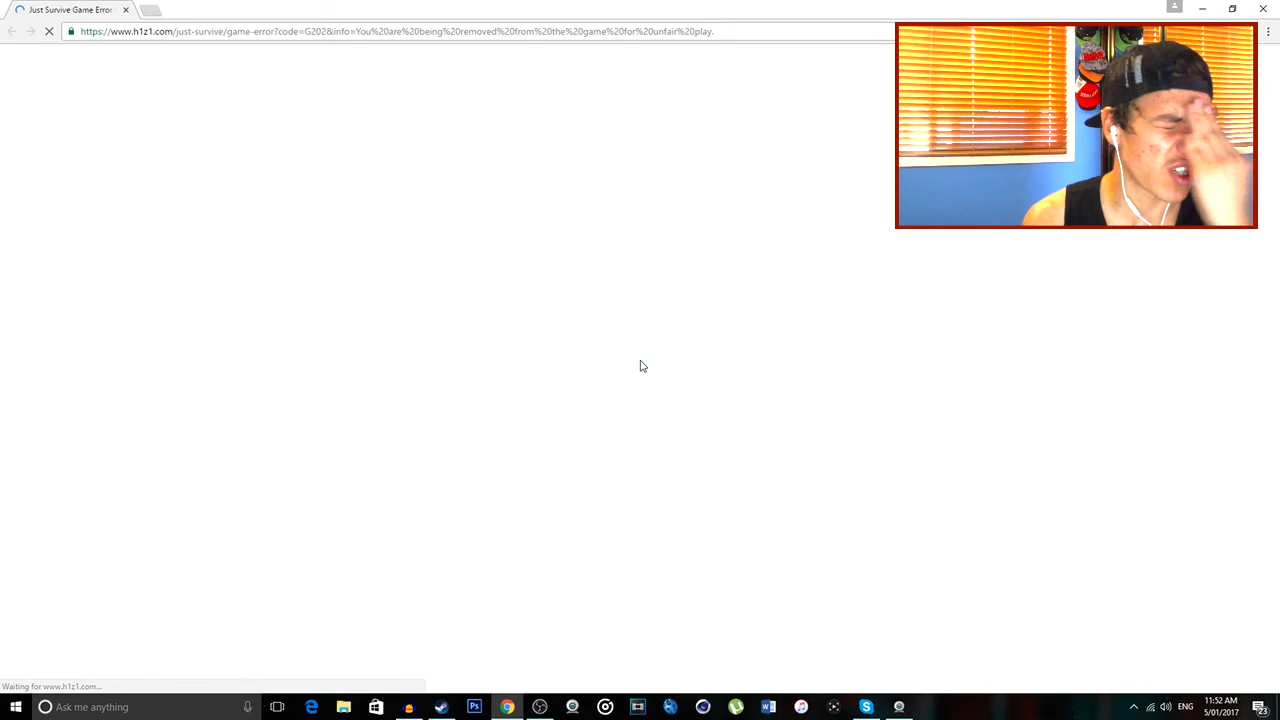 Just Survive Game Error
https://www.h1z1.com/just-survive/game-error?code=G202&info=You%20are%20being%20removed%20from%20the%20game%20for%20unfair%20play.
Waiting for www.h1z1.com...
Ask me anything
ENG
11:52 AM
5/01/2017
23